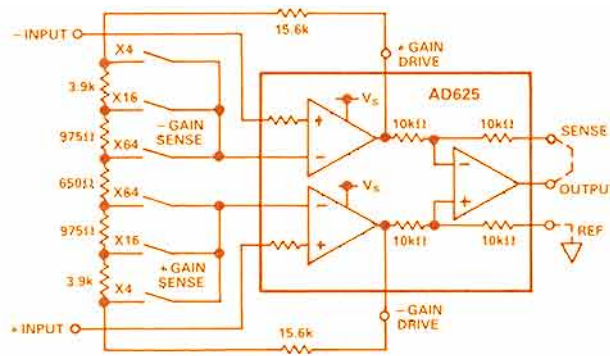 15.6k
− INPUT
+ GAIN
DRIVE
X4
3.9k
X16
− GAIN
SENSE
975Ω
X64
650Ω
X64
975Ω
X16
+ GAIN
SENSE
3.9k
X4
+ INPUT
15.6k
− GAIN
DRIVE
AD625
VS
+
−
10kΩ
10kΩ
SENSE
−
+
OUTPUT
VS
−
+
10kΩ
10kΩ
REF